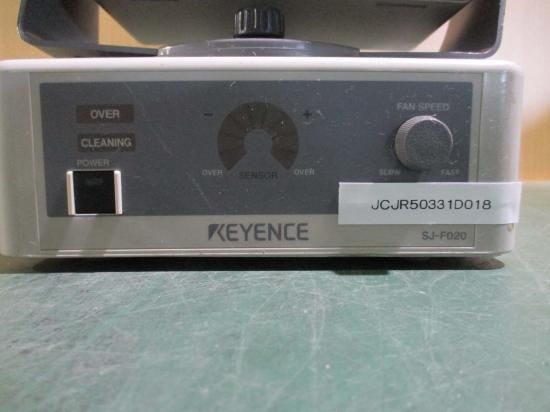 OVER
CLEANING
POWER
− +
OVER SENSOR OVER
FAN SPEED
SLOW FAST
JCJR50331D018
KEYENCE
SJ-F020